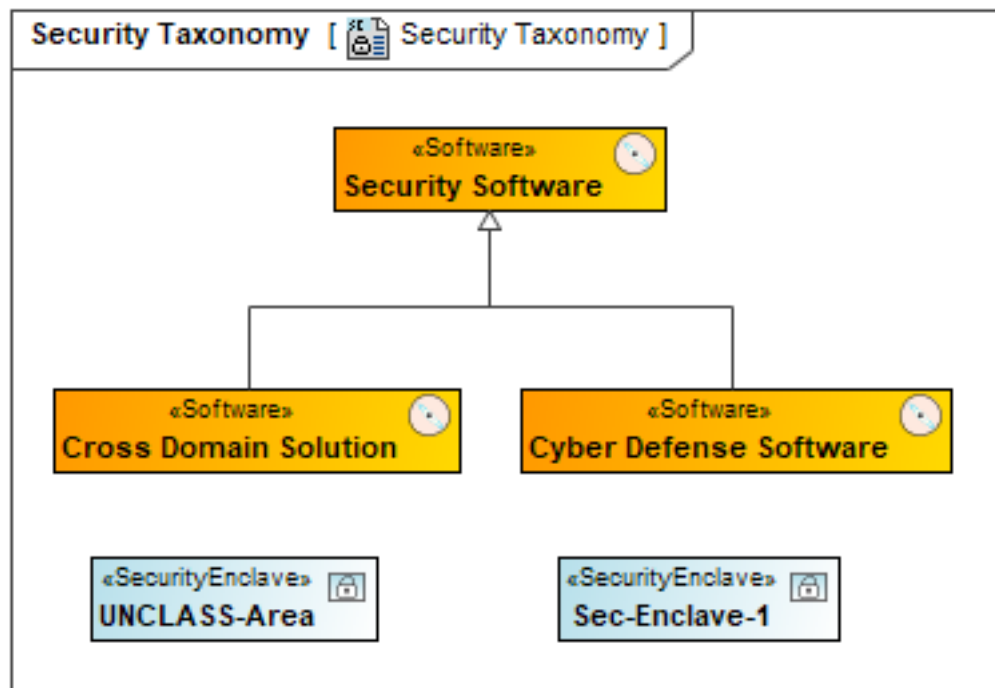 Security Taxonomy [ Security Taxonomy ]
«Software»
Security Software
«Software»
Cross Domain Solution
«Software»
Cyber Defense Software
«SecurityEnclave»
UNCLASS-Area
«SecurityEnclave»
Sec-Enclave-1